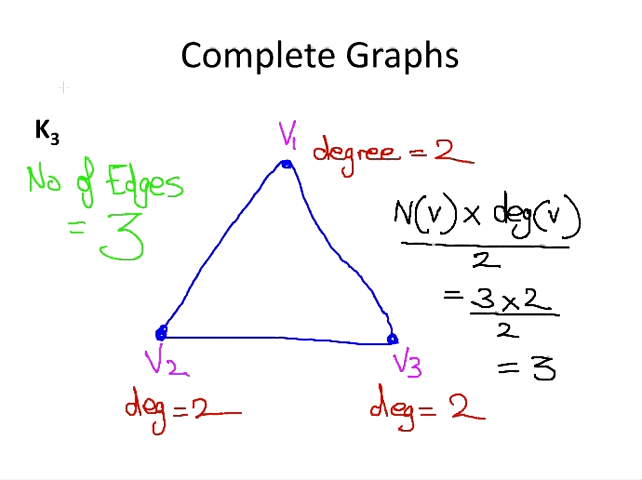 Complete Graphs
K3
V1
degree = 2
No of Edges
= 3
N(v) x deg(v)
2
= 3 x 2
2
= 3
V2
V3
deg = 2
deg = 2